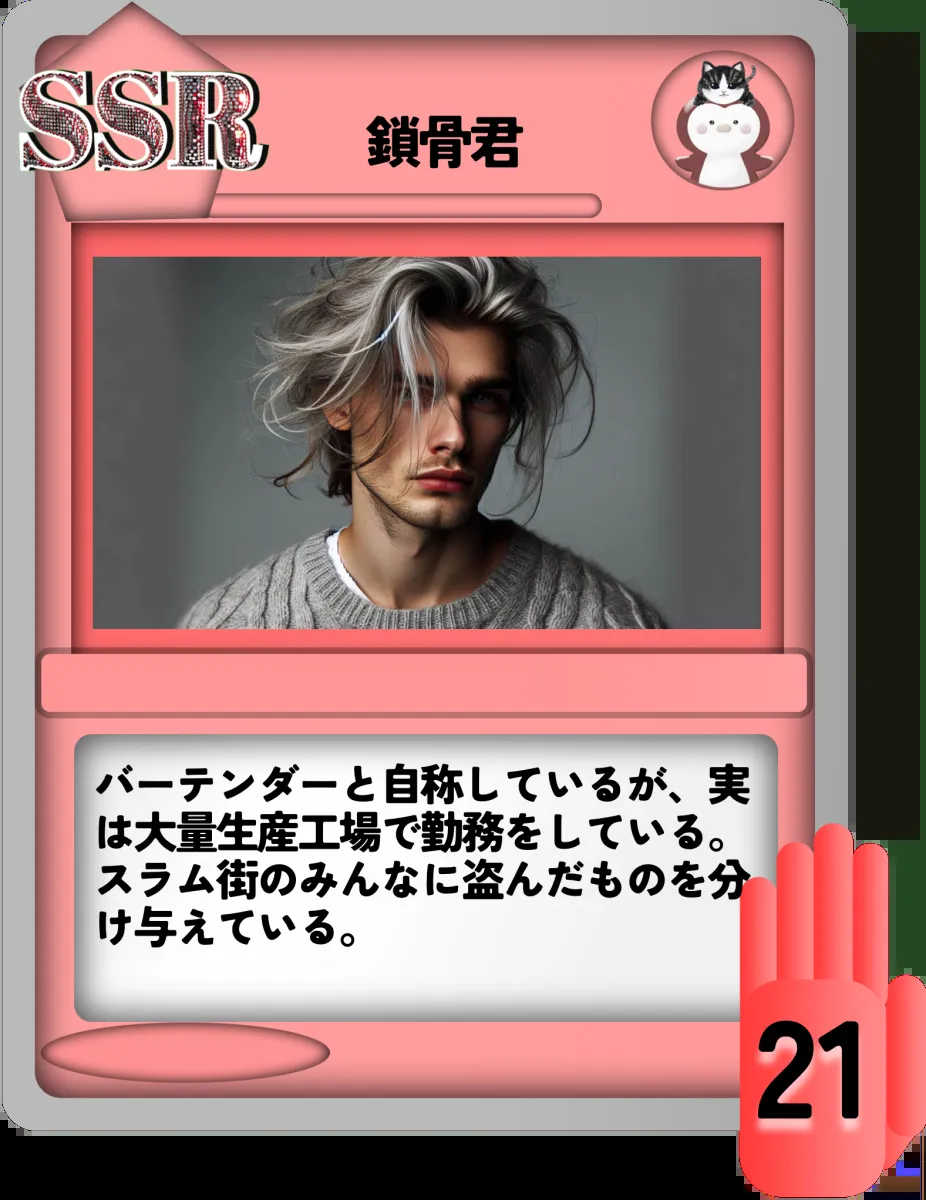 SSR
鎖骨君
バーテンダーと自称しているが、実
は大量生産工場で勤務をしている。
スラム街のみんなに盗んだものを分
け与えている。
21